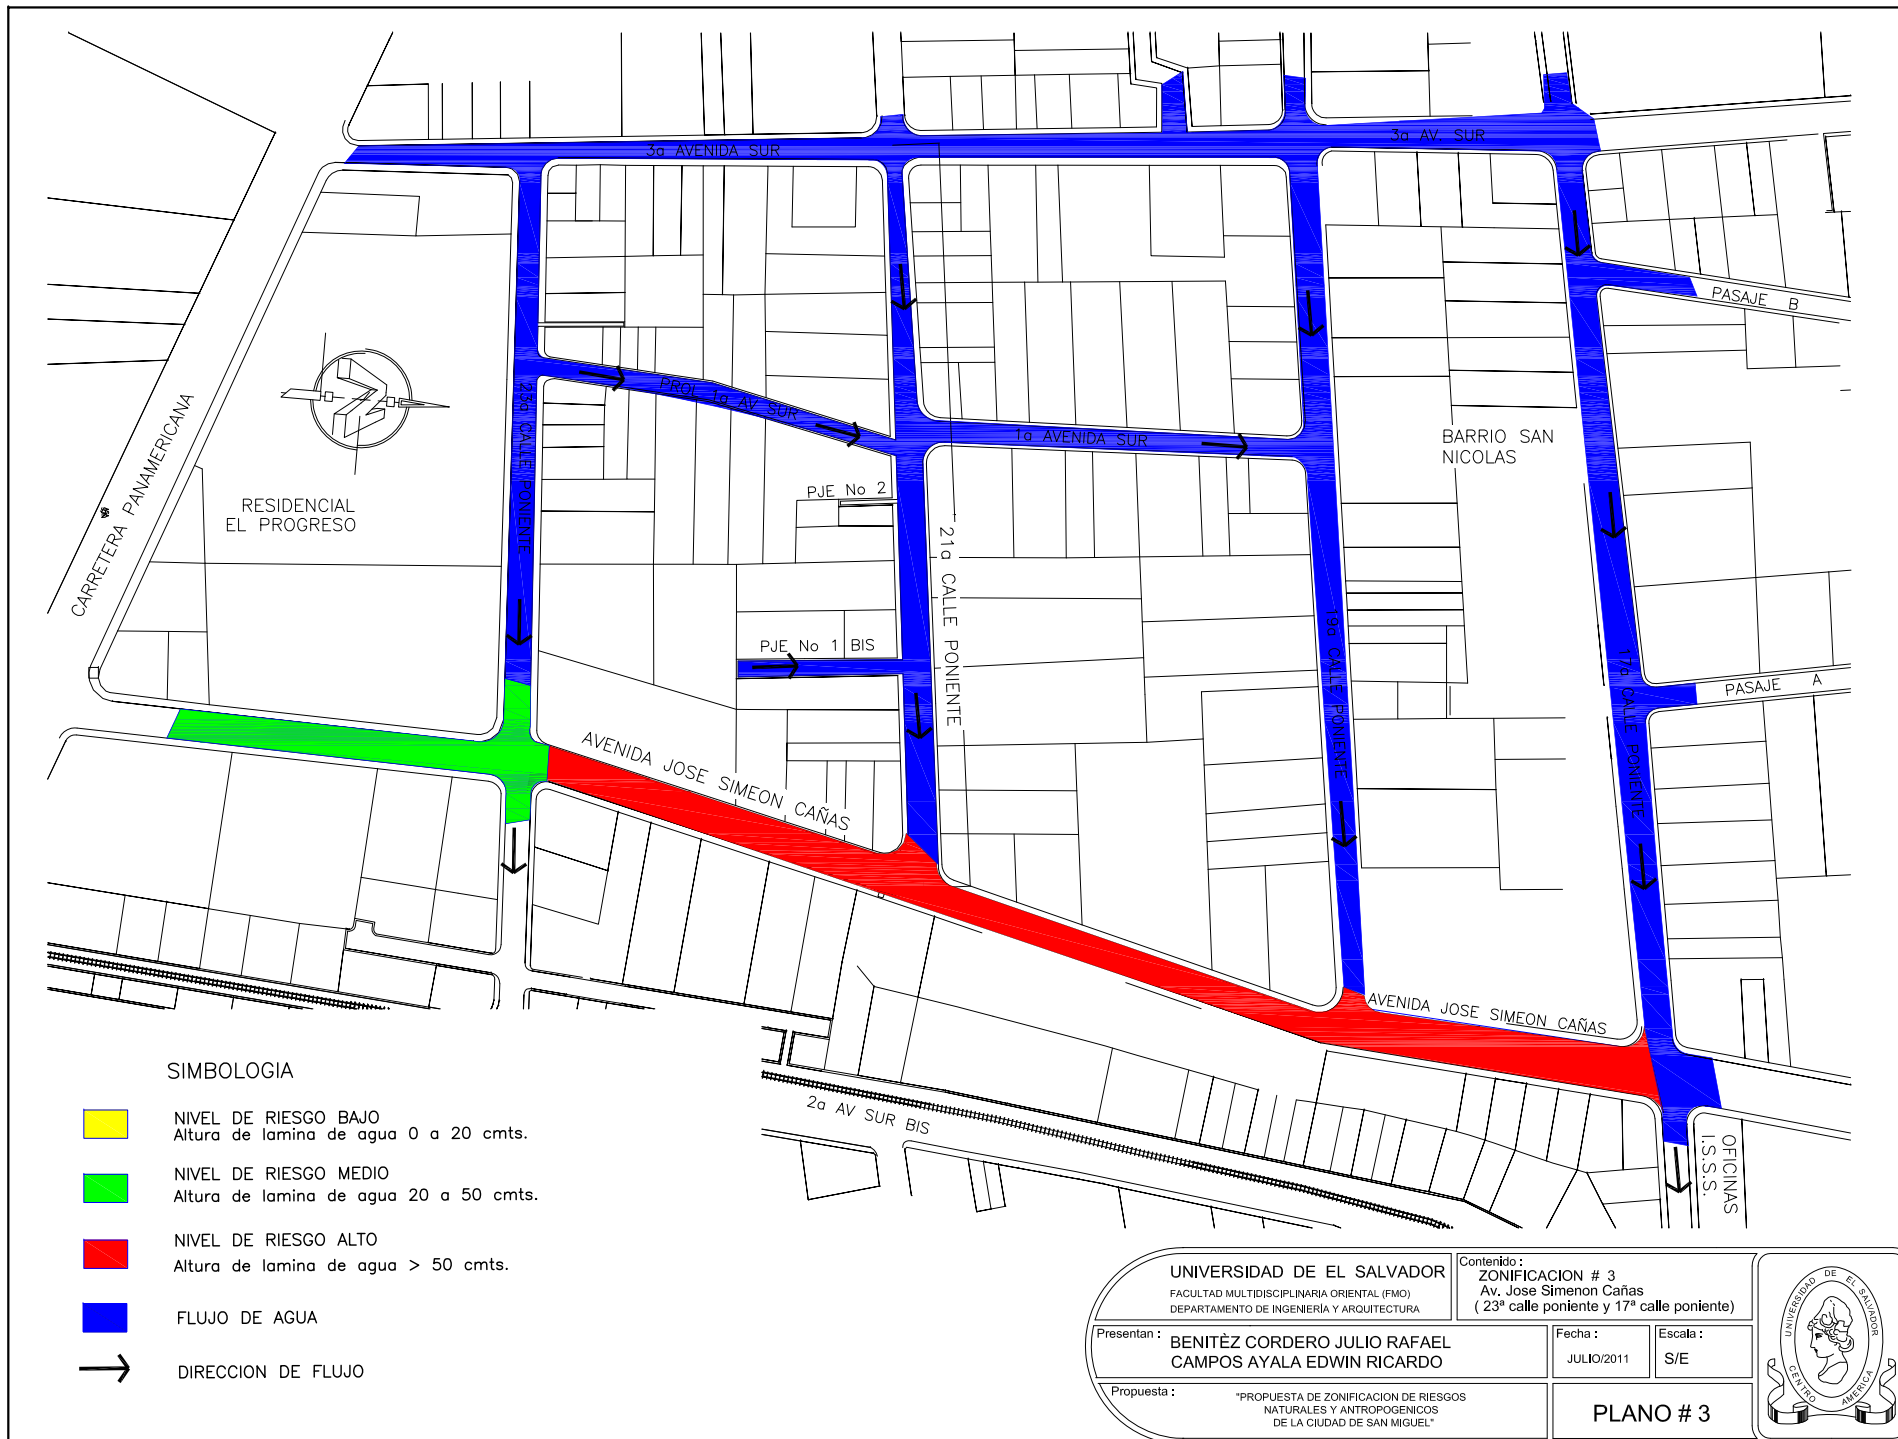 3a AVENIDA SUR
3a AV. SUR
PASAJE B
PROL. 1a AV SUR
1a AVENIDA SUR
BARRIO SAN
NICOLAS
CARRETERA PANAMERICANA
RESIDENCIAL
EL PROGRESO
23a CALLE PONIENTE
PJE No 2
21a CALLE PONIENTE
PJE No 1 BIS
19a CALLE PONIENTE
17a CALLE PONIENTE
PASAJE A
AVENIDA JOSE SIMEON CAÑAS
AVENIDA JOSE SIMEON CAÑAS
2a AV SUR BIS
OFICINAS
I.S.S.S.
SIMBOLOGIA
NIVEL DE RIESGO BAJO
Altura de lamina de agua 0 a 20 cmts.
NIVEL DE RIESGO MEDIO
Altura de lamina de agua 20 a 50 cmts.
NIVEL DE RIESGO ALTO
Altura de lamina de agua > 50 cmts.
FLUJO DE AGUA
DIRECCION DE FLUJO
UNIVERSIDAD DE EL SALVADOR
FACULTAD MULTIDISCIPLINARIA ORIENTAL (FMO)
DEPARTAMENTO DE INGENIERÍA Y ARQUITECTURA
Contenido :
ZONIFICACION # 3
Av. Jose Simenon Cañas
( 23ª calle poniente y 17ª calle poniente)
Presentan :
BENITÈZ CORDERO JULIO RAFAEL
CAMPOS AYALA EDWIN RICARDO
Fecha :
JULIO/2011
Escala :
S/E
Propuesta :
"PROPUESTA DE ZONIFICACION DE RIESGOS
NATURALES Y ANTROPOGENICOS
DE LA CIUDAD DE SAN MIGUEL"
PLANO # 3
UNIVERSIDAD DE EL SALVADOR
CENTRO AMERICA